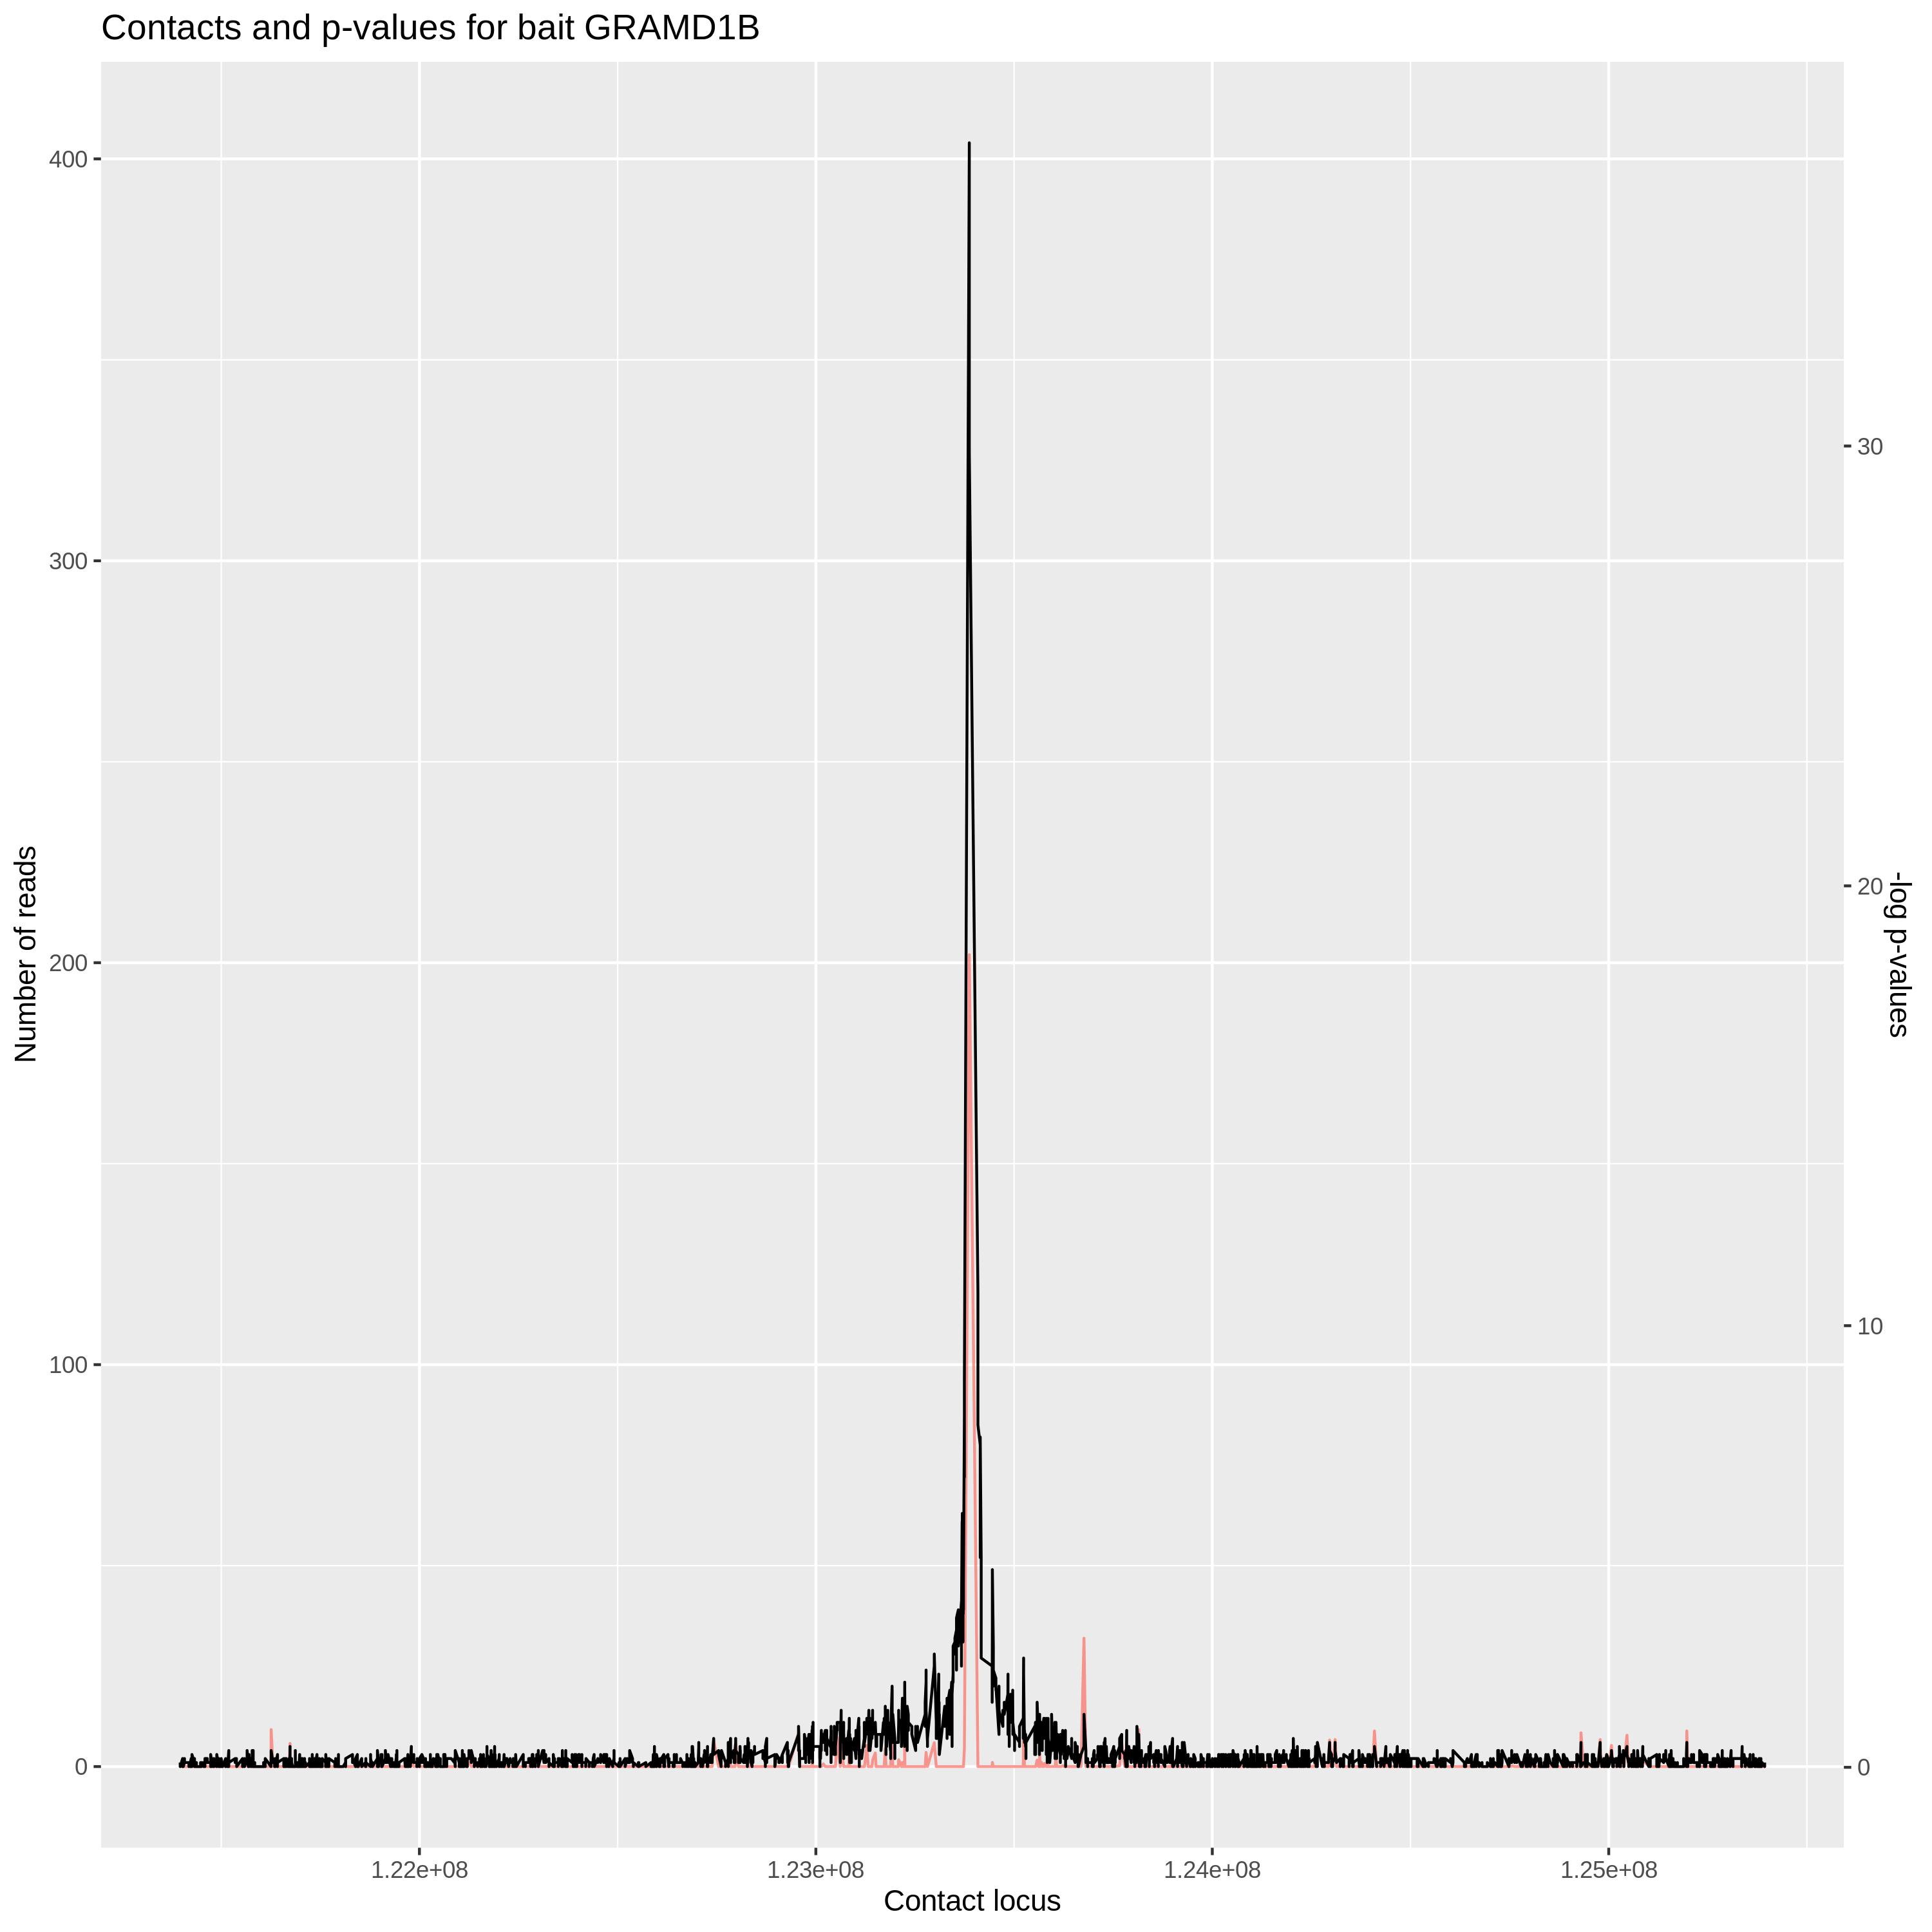 Contacts and p-values for bait GRAMD1B
400
300
200
100
0
Number of reads
30
20
10
0
-log p-values
1.22e+08
1.23e+08
1.24e+08
1.25e+08
Contact locus